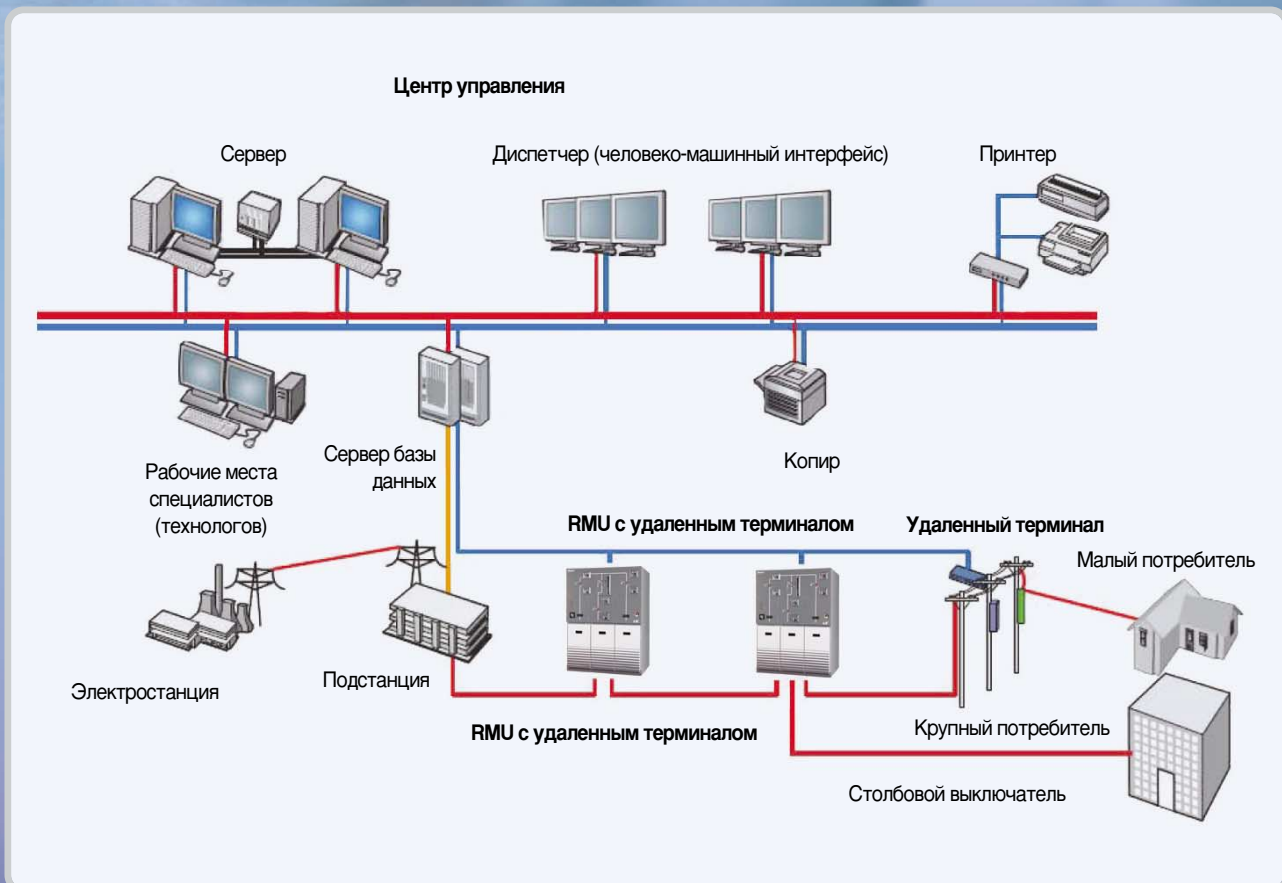 Центр управления
Сервер
Диспетчер (человеко-машинный интерфейс)
Принтер
Рабочие места
специалистов
(технологов)
Сервер базы
данных
Копир
RMU с удаленным терминалом
Удаленный терминал
Малый потребитель
Электростанция
Подстанция
RMU с удаленным терминалом
Крупный потребитель
Столбовой выключатель